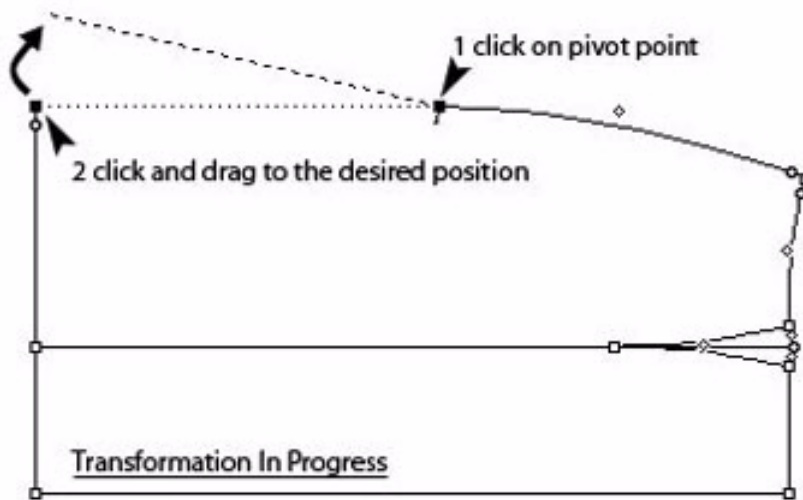 1 click on pivot point
2 click and drag to the desired position
Transformation In Progress